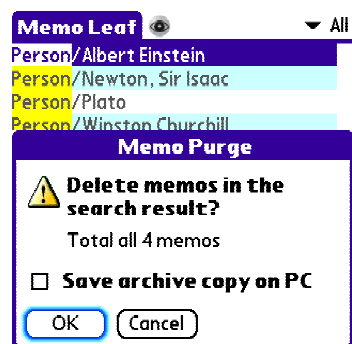 Memo Leaf All
Person/Albert Einstein
Person/Newton, Sir Isaac
Person/Plato
Person/Winston Churchill
Memo Purge
Delete memos in the
search result?
Total all 4 memos
Save archive copy on PC
OK Cancel